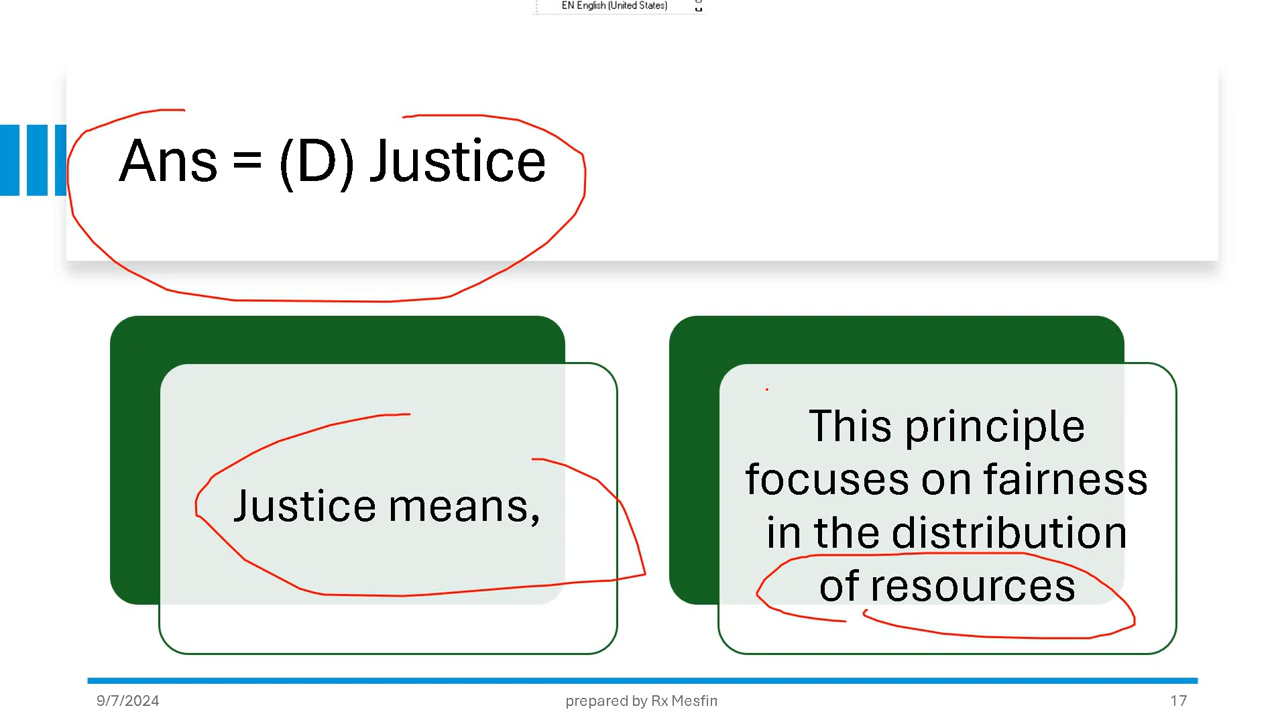 EN English (United States)
Ans = (D) Justice
Justice means,
This principle
focuses on fairness
in the distribution
of resources
9/7/2024
prepared by Rx Mesfin
17